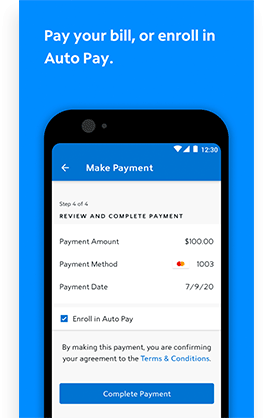 Pay your bill, or enroll in
Auto Pay.
12:30
Make Payment
Step 4 of 4
REVIEW AND COMPLETE PAYMENT
Payment Amount $100.00
Payment Method 1003
Payment Date 7/9/20
Enroll in Auto Pay
By making this payment, you are confirming
your agreement to the Terms & Conditions.
Complete Payment